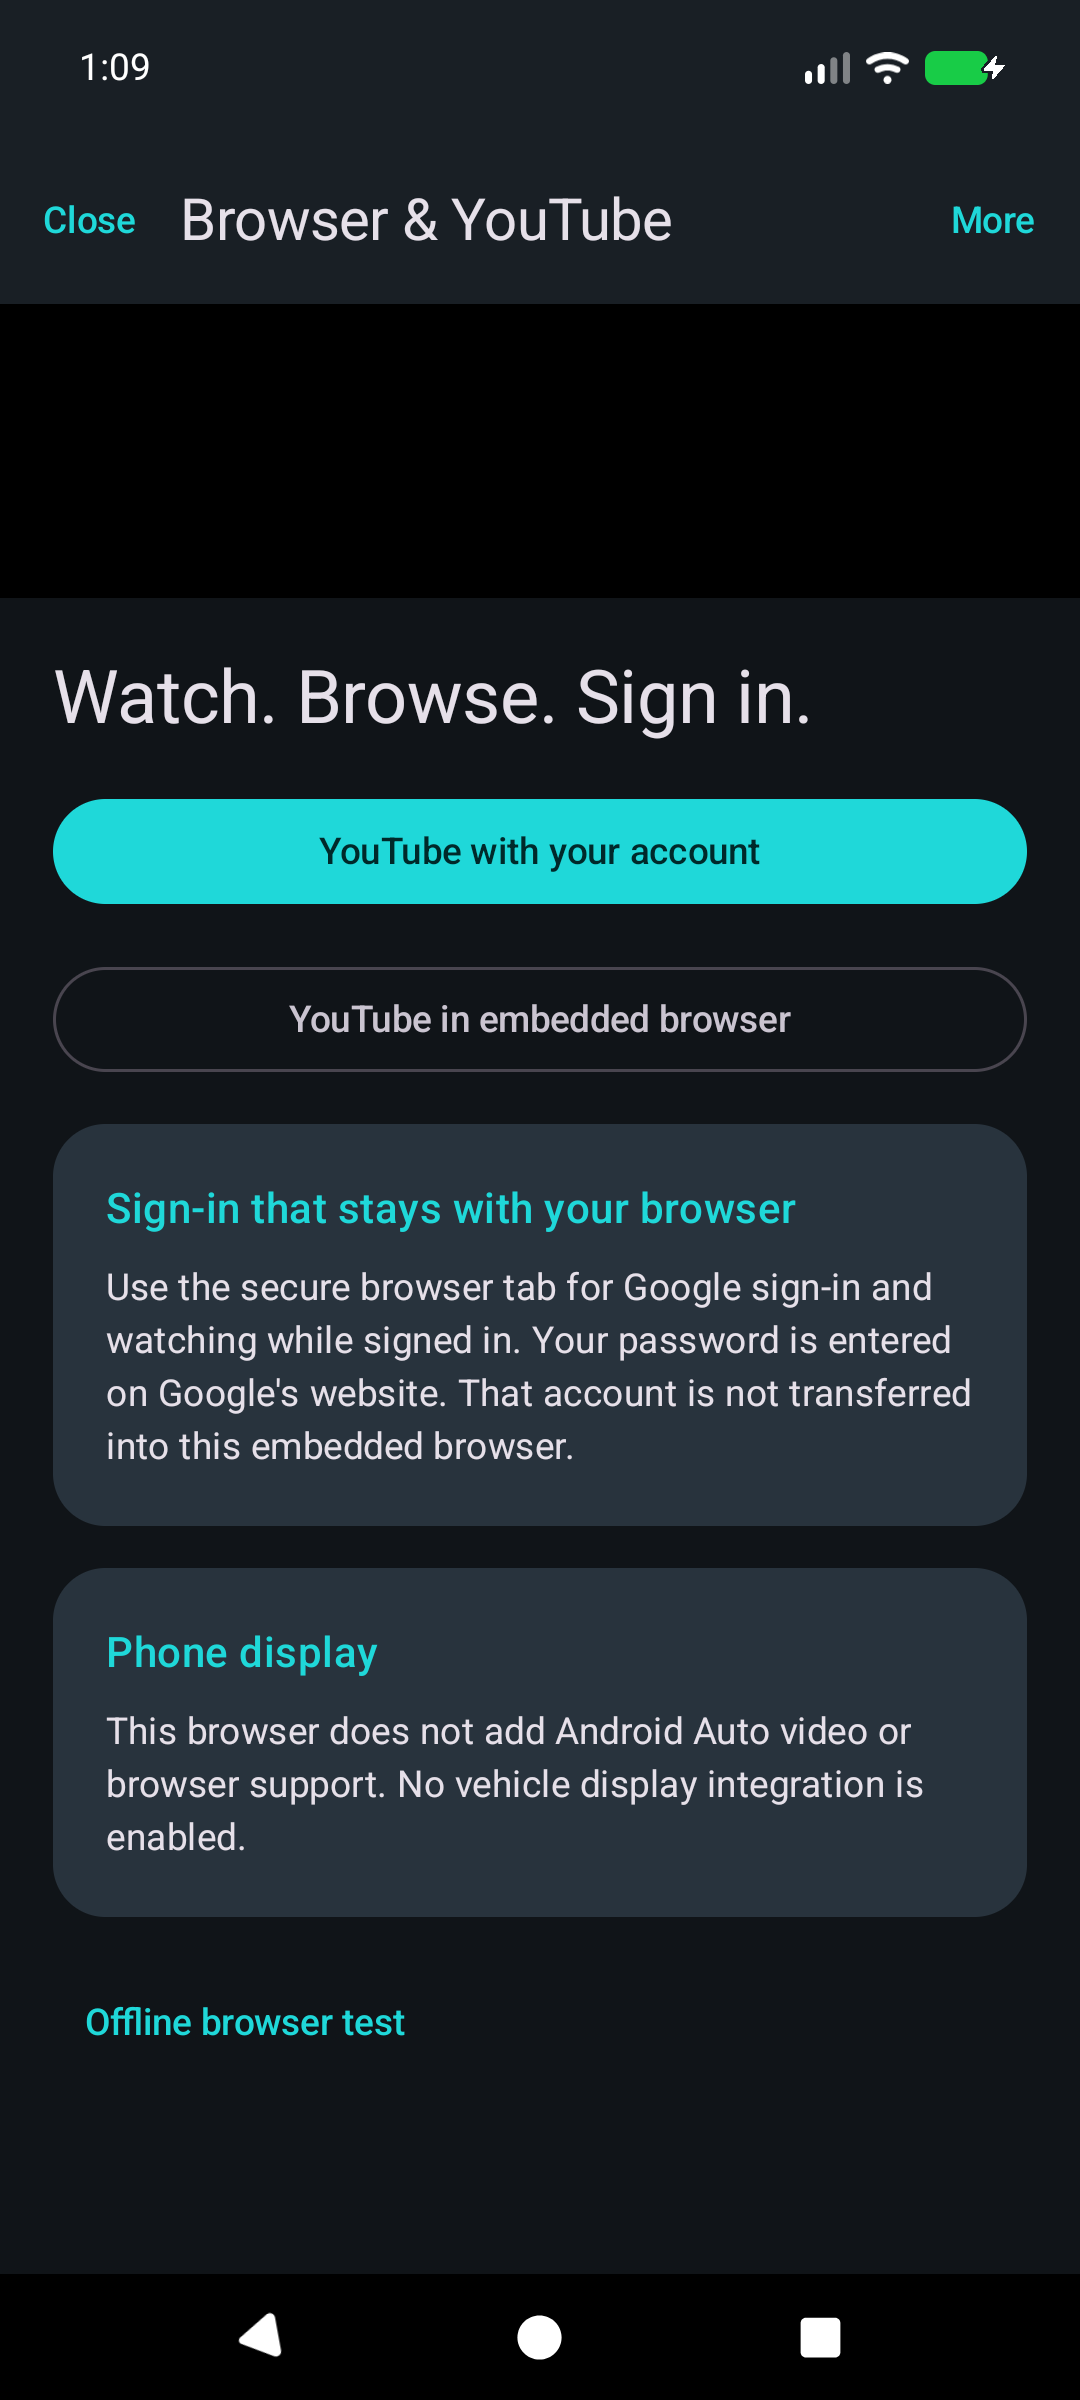 1:09
Close Browser & YouTube More
Watch. Browse. Sign in.
YouTube with your account
YouTube in embedded browser
Sign-in that stays with your browser
Use the secure browser tab for Google sign-in and
watching while signed in. Your password is entered
on Google's website. That account is not transferred
into this embedded browser.
Phone display
This browser does not add Android Auto video or
browser support. No vehicle display integration is
enabled.
Offline browser test